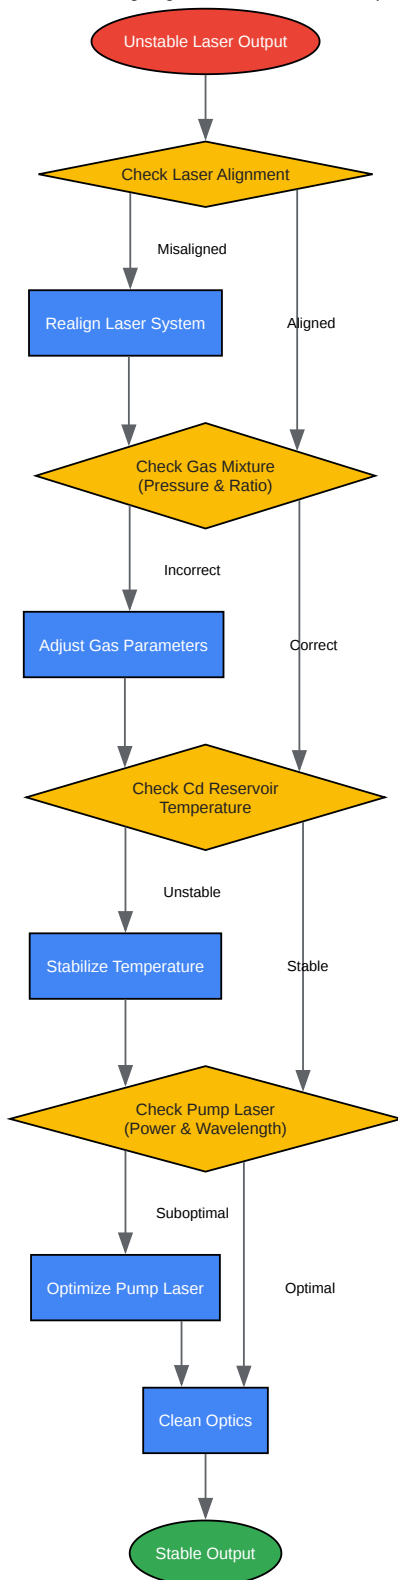 Unstable Laser Output
Check Laser Alignment
Misaligned
Realign Laser System
Aligned
Check Gas Mixture
(Pressure & Ratio)
Incorrect
Adjust Gas Parameters
Correct
Check Cd Reservoir
Temperature
Unstable
Stabilize Temperature
Stable
Check Pump Laser
(Power & Wavelength)
Suboptimal
Optimize Pump Laser
Optimal
Clean Optics
Stable Output